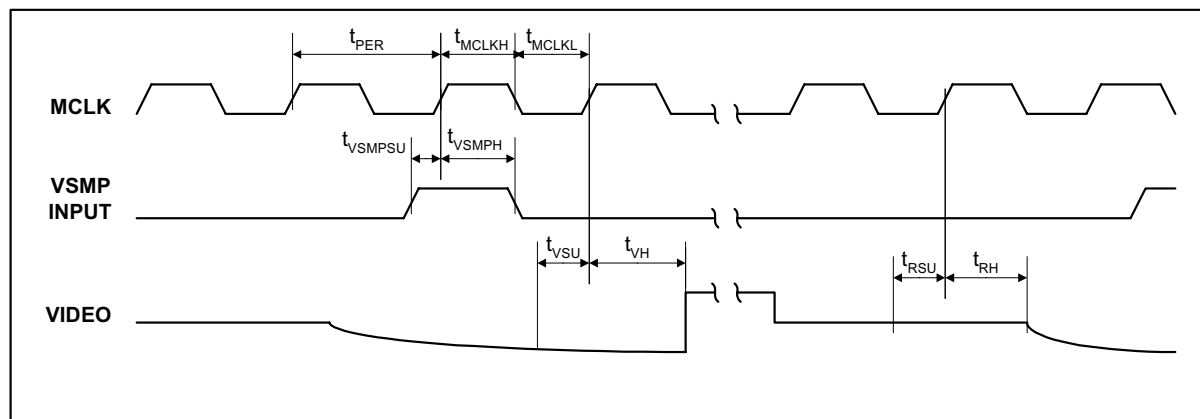 tPER tMCLKH tMCLKL
MCLK
tVSMPSU tVSMPH
VSMP
INPUT
tVSU tVH
tRSU tRH
VIDEO